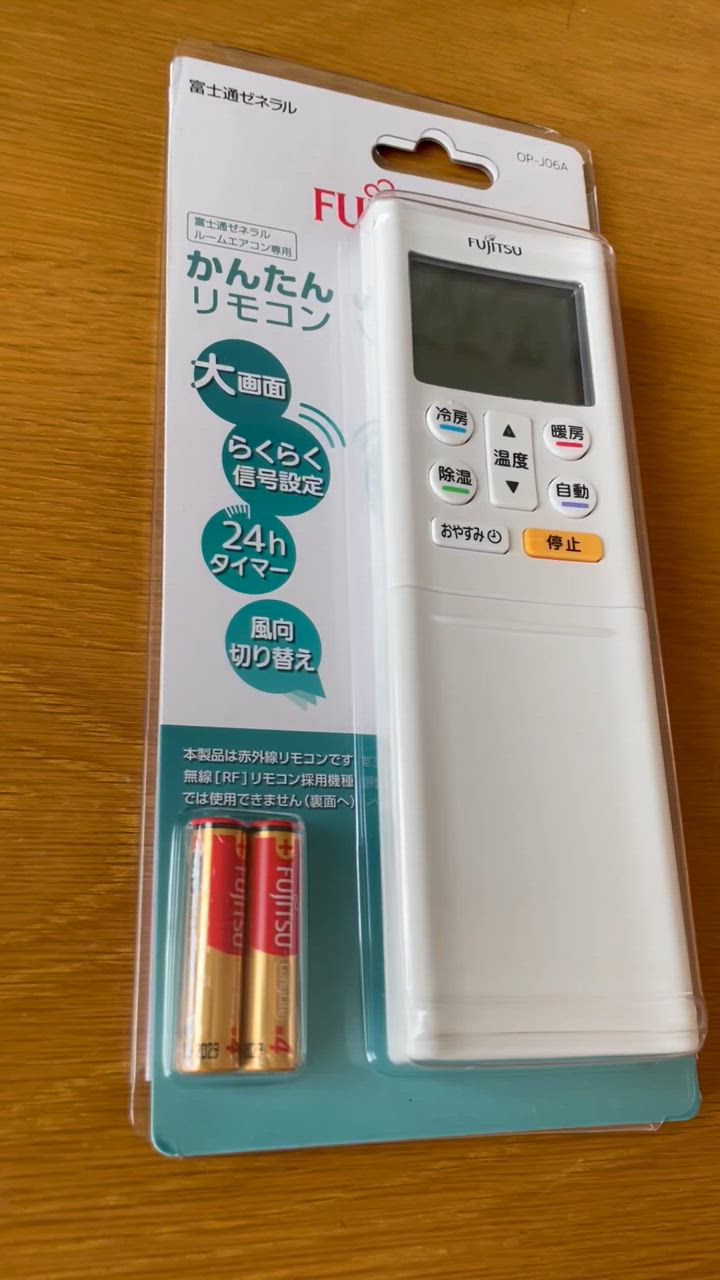 富士通ゼネラル
OP-J06A
FU
富士通ゼネラル
ルームエアコン専用
かんたん
リモコン
大画面
らくらく
信号設定
24h
タイマー
風向
切り替え
本製品は赤外線リモコンです
無線[RF]リモコン採用機種
では使用できません(裏面へ)
FUJITSU
冷房
▲
温度
▼
暖房
除湿
自動
おやすみ
停止
+ FUJITSU
4
2029
+ FUJITSU
LongLife
4